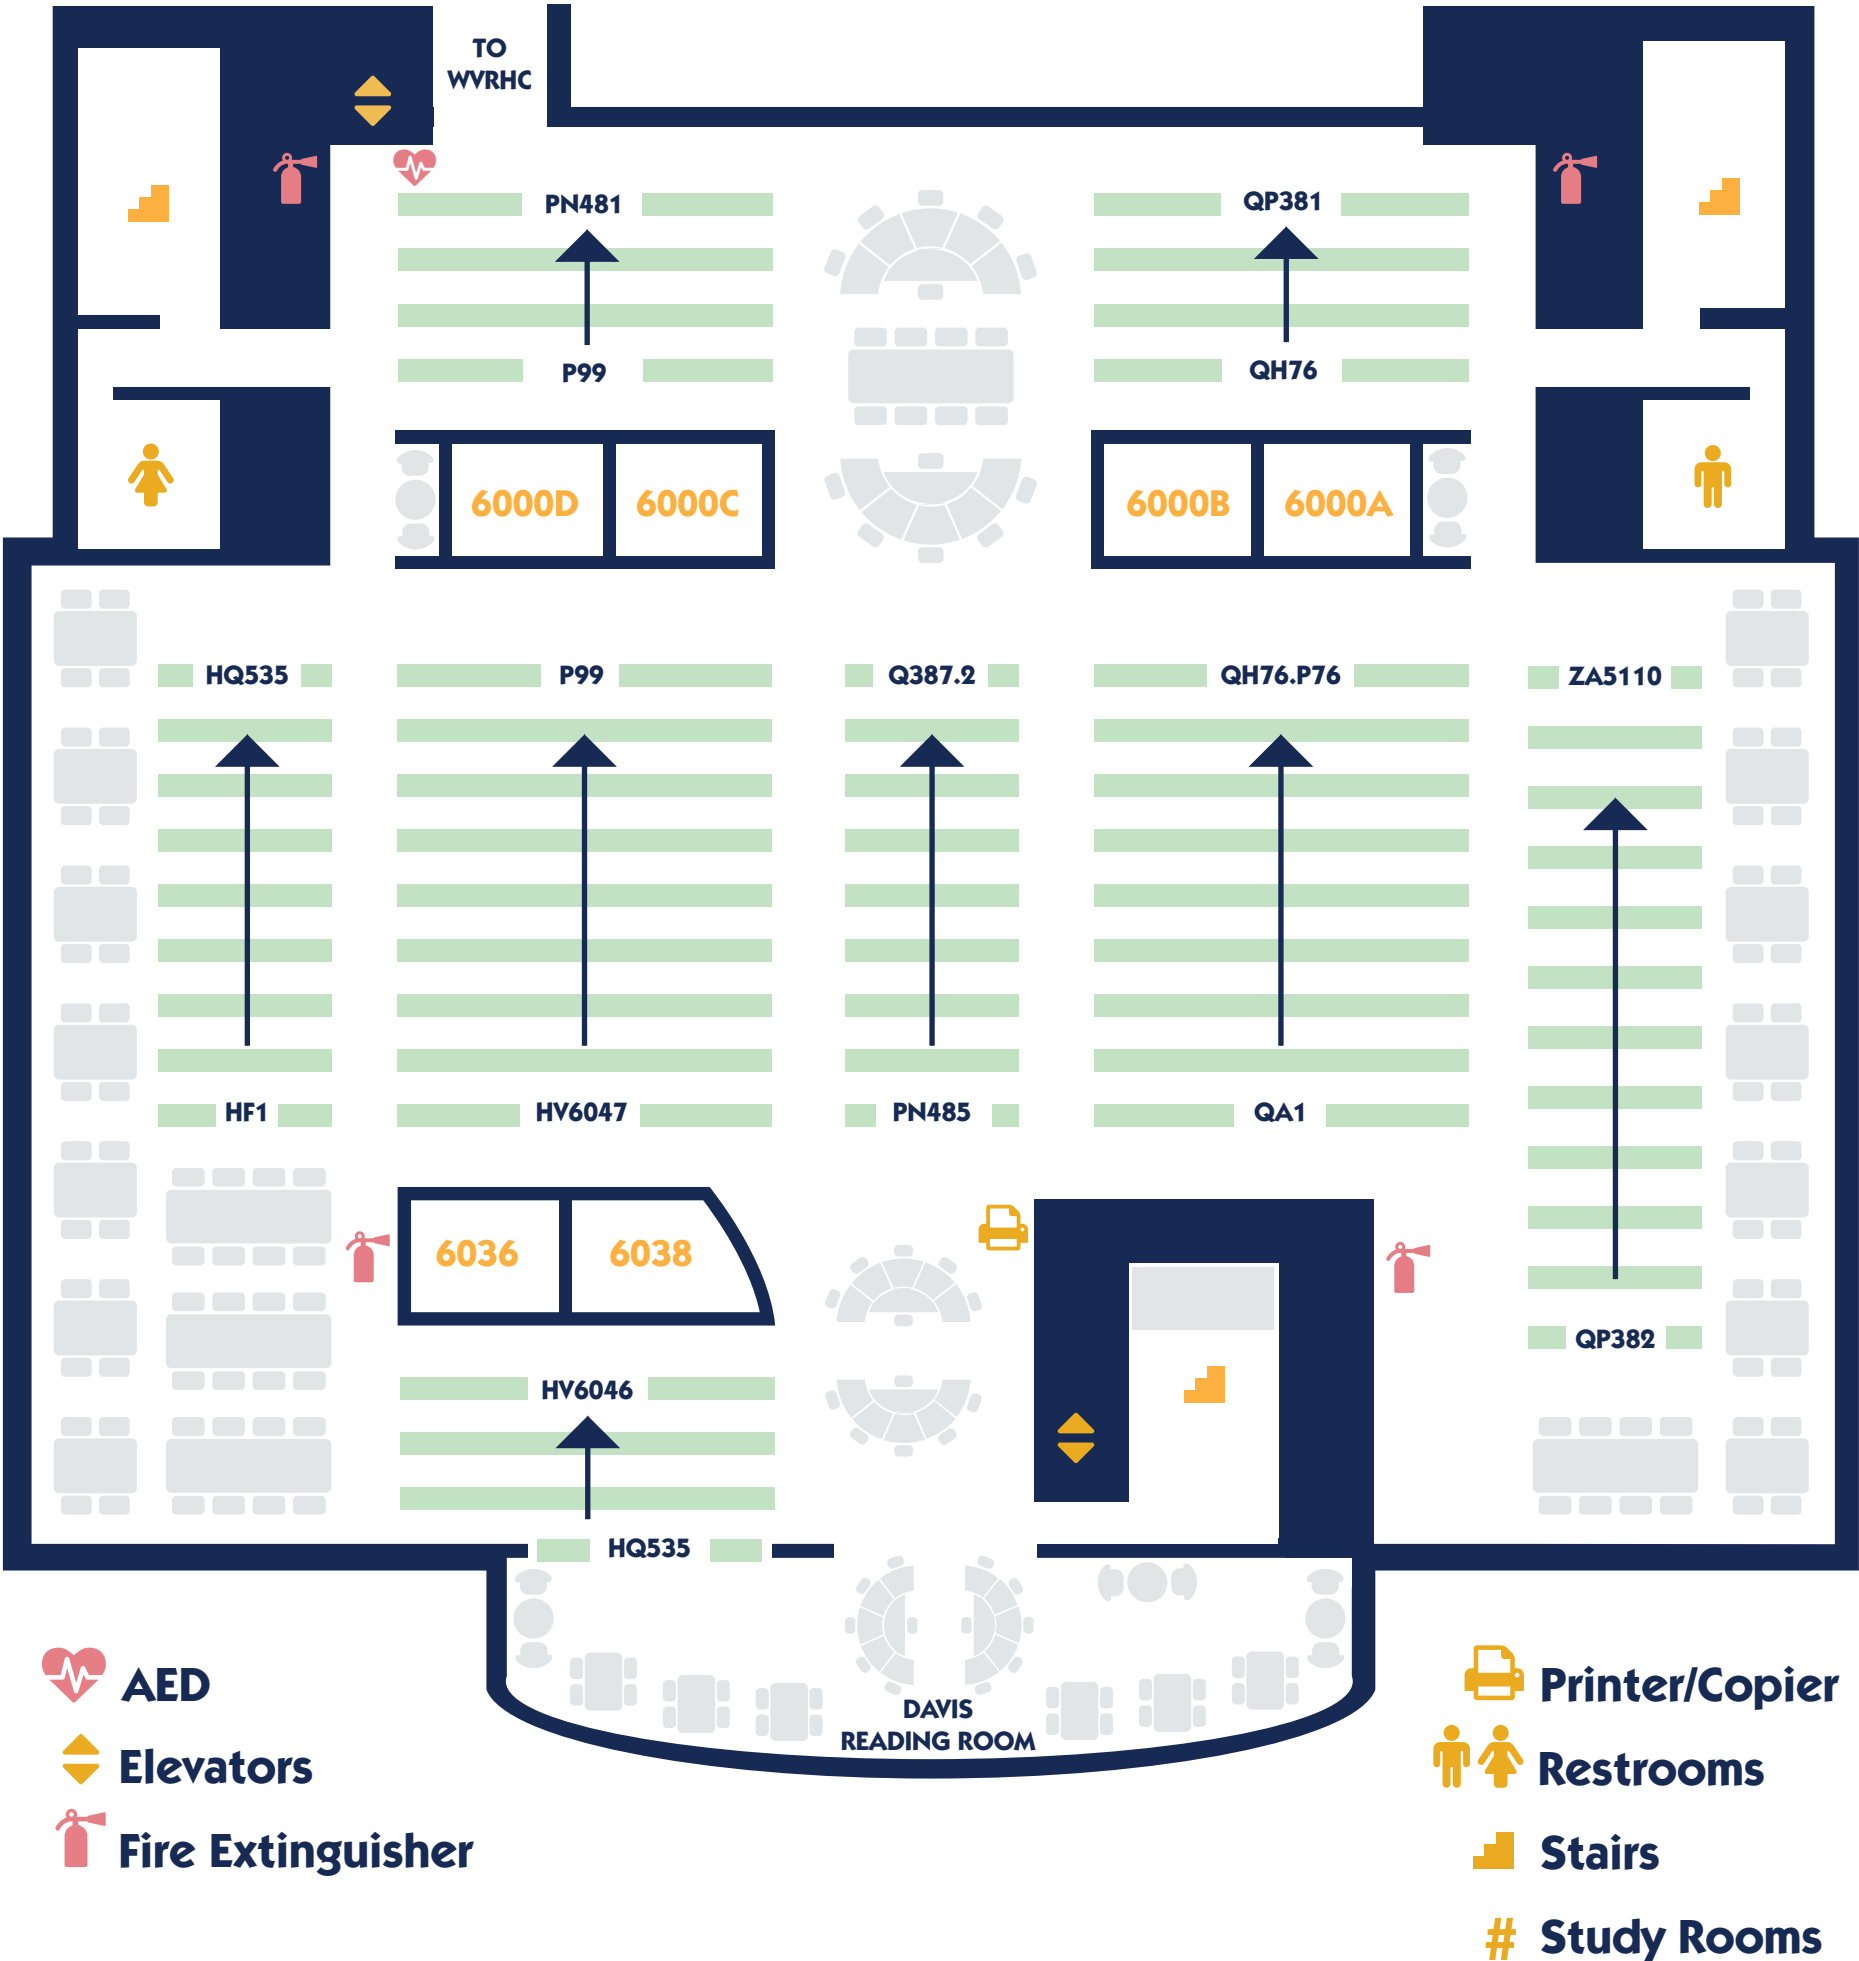 TO
WVRHC
PN481
QP381
P99
QH76
6000D
6000C
6000B
6000A
HQ535
P99
Q387.2
QH76.P76
ZA5110
HF1
HV6047
PN485
QA1
6036
6038
QP382
HV6046
HQ535
DAVIS
READING ROOM
AED
Elevators
Fire Extinguisher
Printer/Copier
Restrooms
Stairs
# Study Rooms